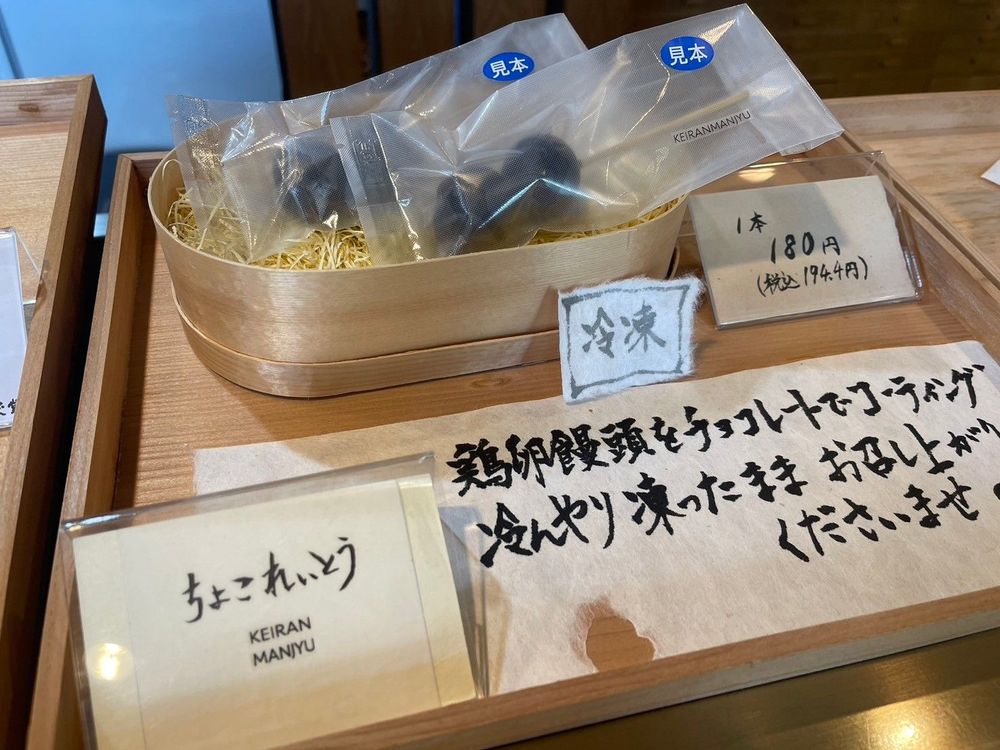 見本
見本
KEIRANMANJYU
1本
180円
(税込194.4円)
冷凍
鶏卵饅頭をチョコレートでコーティング
冷んやり凍ったまま お召し上がり
くださいませ。
ちょこれいとう
KEIRAN
MANJYU